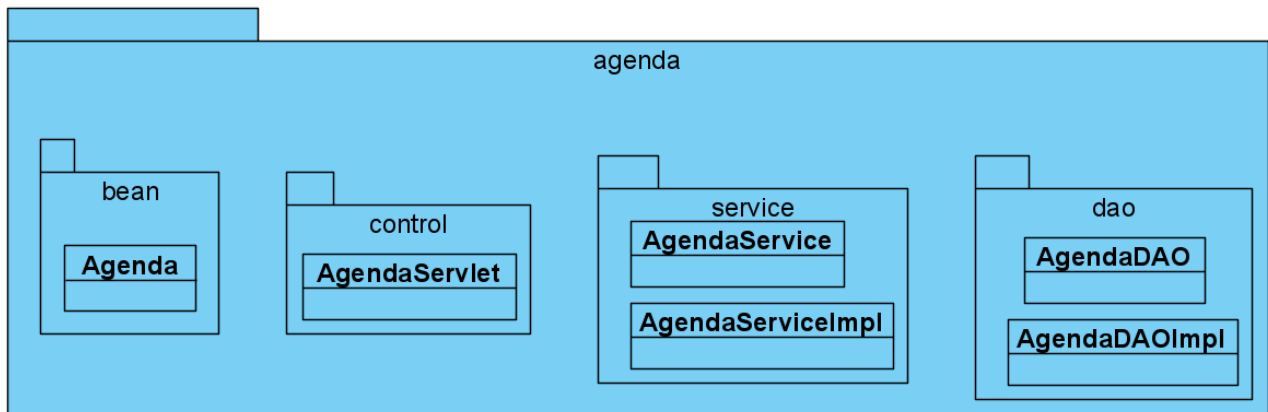 agenda
bean
Agenda
control
AgendaServlet
service
AgendaService
AgendaServiceImpl
dao
AgendaDAO
AgendaDAOImpl